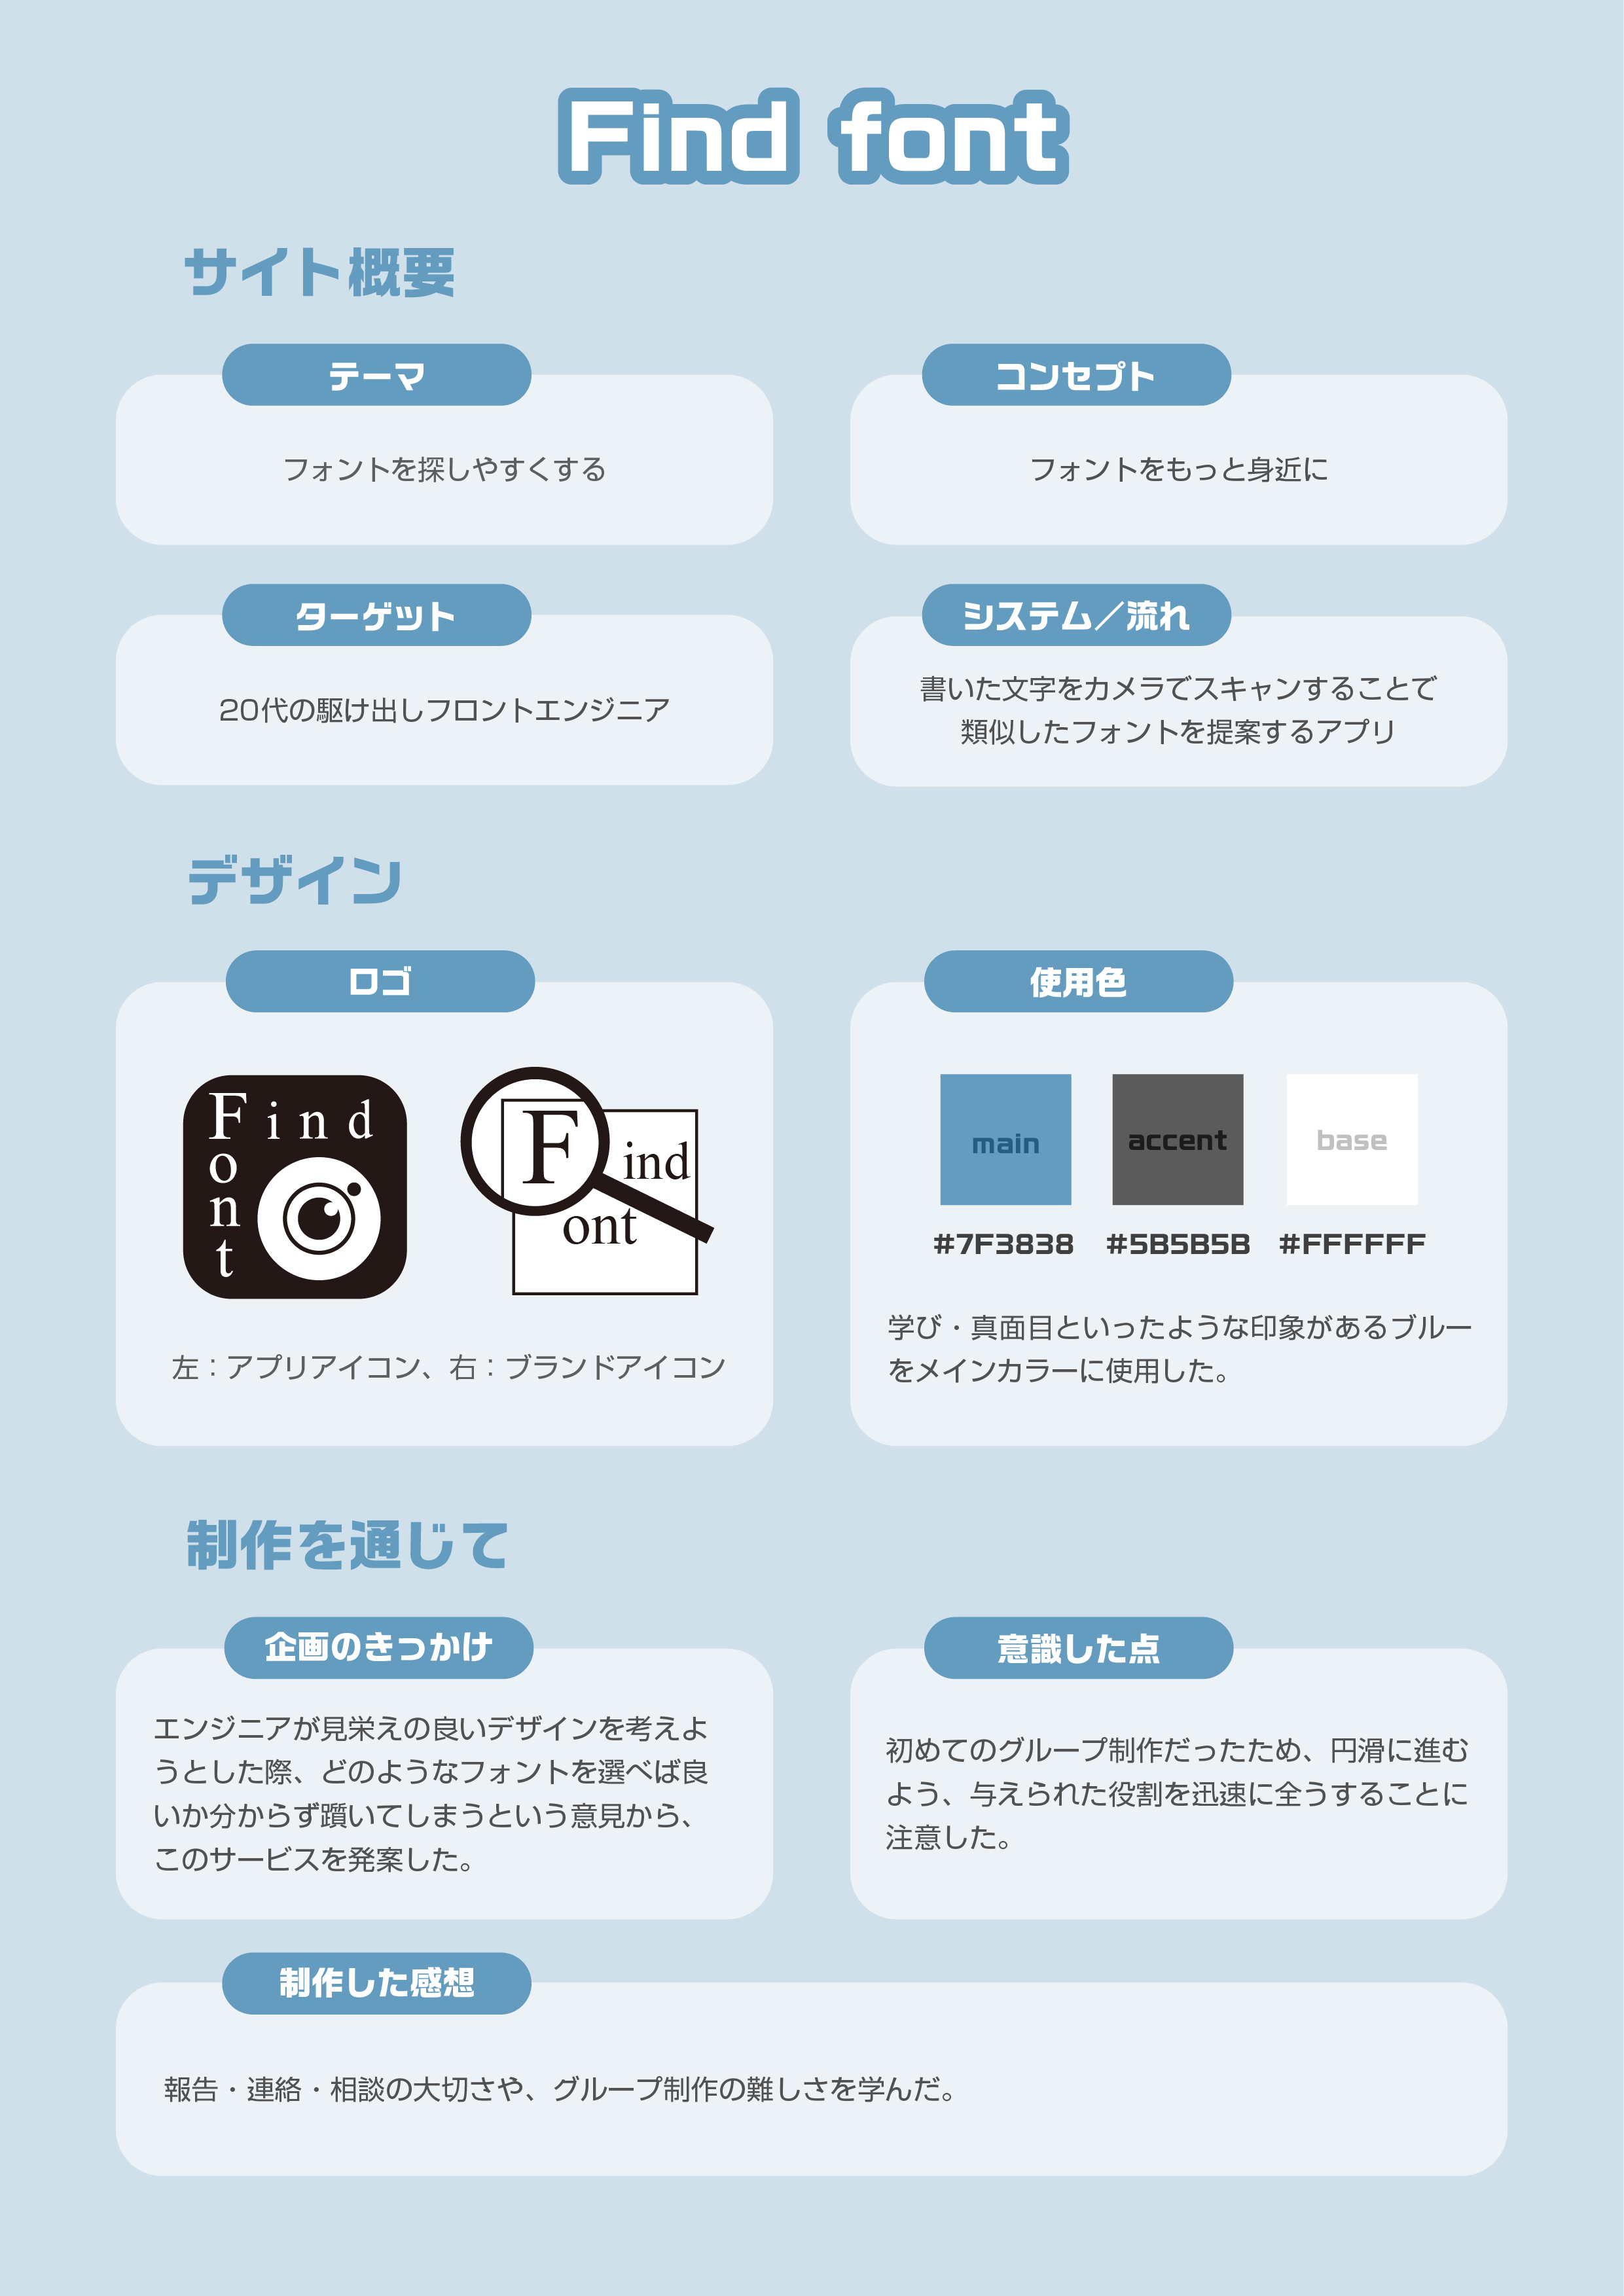 Find font
サイト概要
テーマ
フォントを探しやすくする
コンセプト
フォントをもっと身近に
ターゲット
20代の駆け出しフロントエンジニア
システム／流れ
書いた文字をカメラでスキャンすることで
類似したフォントを提案するアプリ
デザイン
ロゴ
Find
ont
Find
ont
左：アプリアイコン、右：ブランドアイコン
使用色
main
accent
base
#7F3838
#5B5B5B
#FFFFFF
学び・真面目といったような印象があるブルー
をメインカラーに使用した。
制作を通じて
企画のきっかけ
エンジニアが見栄えの良いデザインを考えよ
うとした際、どのようなフォントを選べば良
いか分からず躓いてしまうという意見から、
このサービスを発案した。
意識した点
初めてのグループ制作だったため、円滑に進む
よう、与えられた役割を迅速に全うすることに
注意した。
制作した感想
報告・連絡・相談の大切さや、グループ制作の難しさを学んだ。